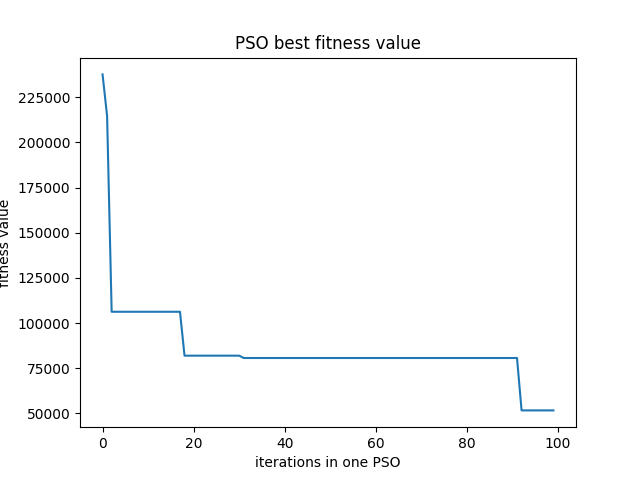 PSO best fitness value
fitness value
225000
200000
175000
150000
125000
100000
75000
50000
0 20 40 60 80 100
iterations in one PSO